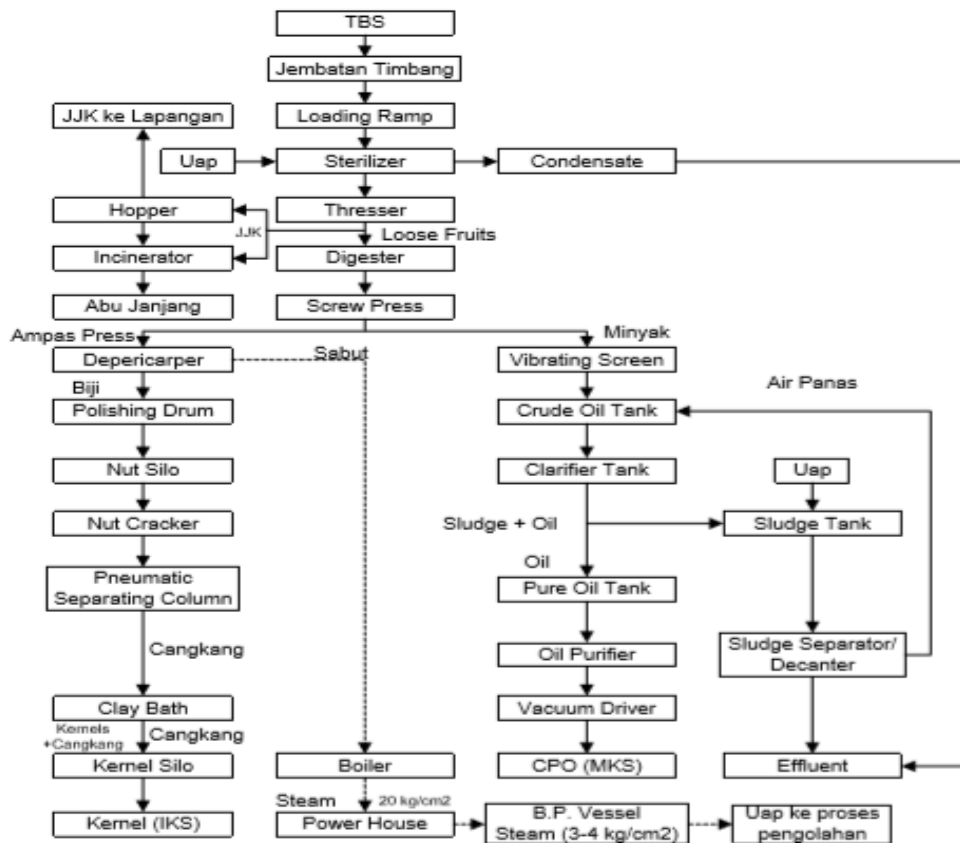 TBS
Jembatan Timbang
JJK ke Lapangan
Loading Ramp
Uap
Sterilizer
Condensate
Hopper
Thresser
JJK
Loose Fruits
Incinerator
Digester
Abu Janjang
Screw Press
Ampas Press
Minyak
Sabut
Depericarper
Vibrating Screen
Biji
Air Panas
Polishing Drum
Crude Oil Tank
Nut Silo
Clarifier Tank
Uap
Nut Cracker
Sludge + Oil
Sludge Tank
Oil
Pneumatic
Separating Column
Pure Oil Tank
Cangkang
Oil Purifier
Sludge Separator/
Decanter
Clay Bath
Vacuum Driver
Kernels
+Cangkang
Cangkang
Kernel Silo
Boiler
CPO (MKS)
Effluent
Steam
20 kg/cm2
Kernel (IKS)
Power House
B.P. Vessel
Steam (3-4 kg/cm2)
Uap ke proses
pengolahan